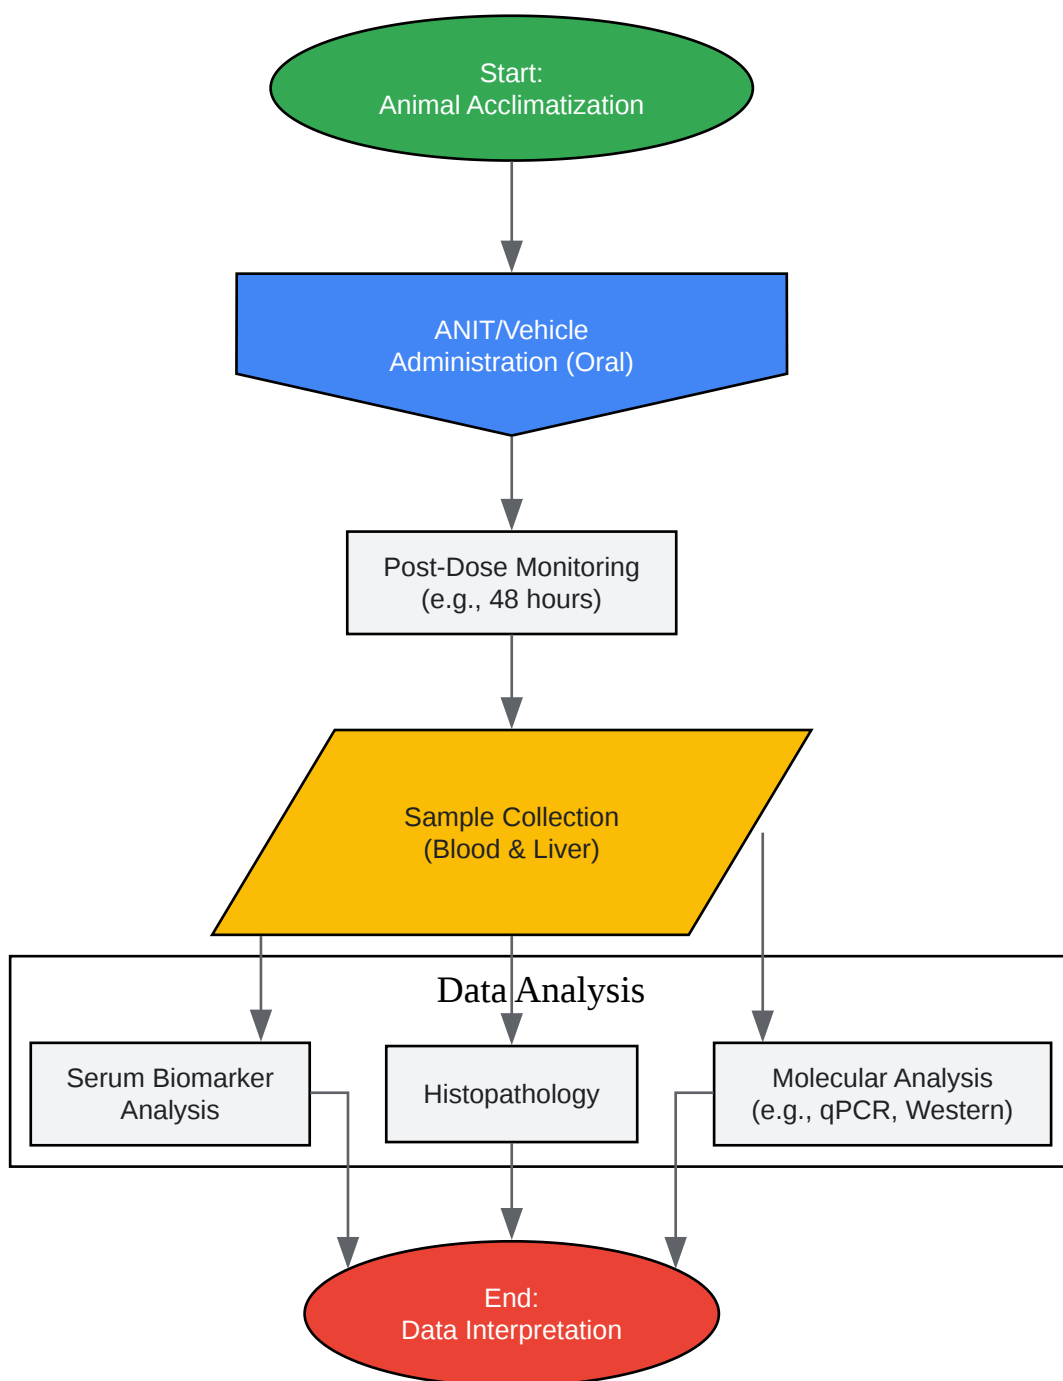 Start:
Animal Acclimatization
ANIT/Vehicle
Administration (Oral)
Post-Dose Monitoring
(e.g., 48 hours)
Sample Collection
(Blood & Liver)
Data Analysis
Serum Biomarker
Analysis
Histopathology
Molecular Analysis
(e.g., qPCR, Western)
End:
Data Interpretation